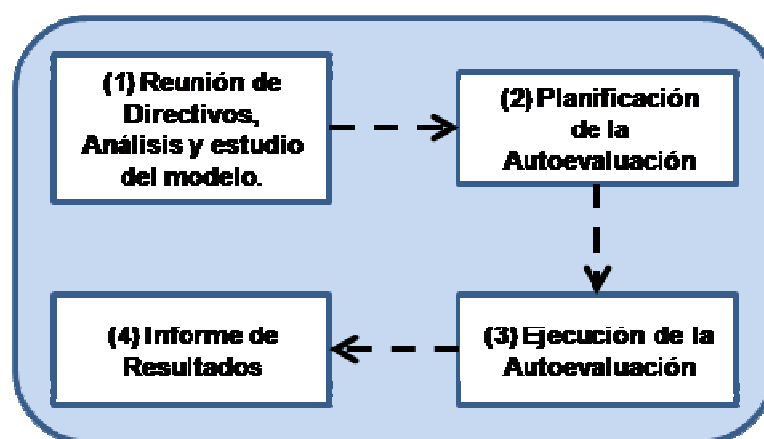 (1) Reunión de
Directivos,
Análisis y estudio
del modelo.
(2) Planificación
de la
Autoevaluación
(3) Ejecución de la
Autoevaluación
(4) Informe de
Resultados